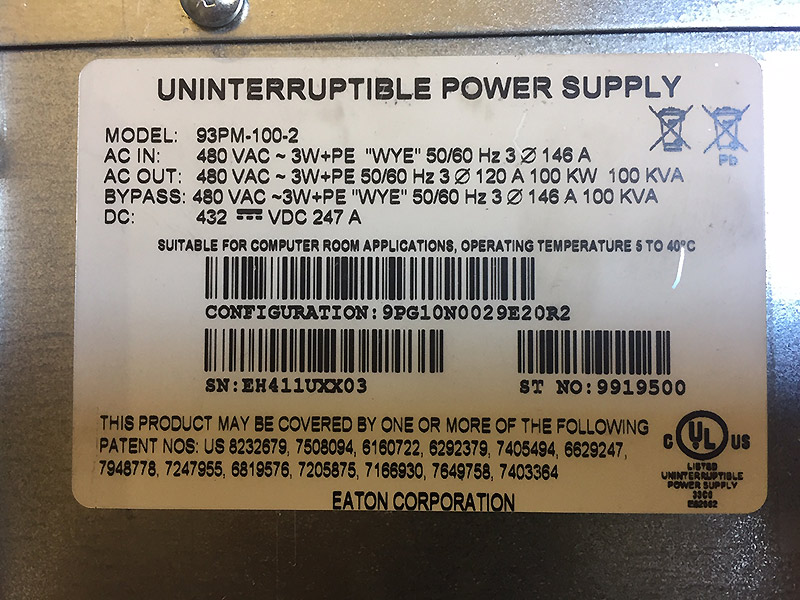 UNINTERRUPTIBLE POWER SUPPLY
MODEL: 93PM-100-2
AC IN: 480 VAC ~ 3W+PE "WYE" 50/60 Hz 3 Ø 146 A
AC OUT: 480 VAC ~ 3W+PE 50/60 Hz 3 Ø 120 A 100 KW 100 KVA
BYPASS: 480 VAC ~3W+PE "WYE" 50/60 Hz 3 Ø 146 A 100 KVA
DC: 432 ⎓ VDC 247 A
Pb
SUITABLE FOR COMPUTER ROOM APPLICATIONS, OPERATING TEMPERATURE 5 TO 40°C
CONFIGURATION:9PG10N0029E20R2
SN:EH411UXX03
ST NO:9919500
THIS PRODUCT MAY BE COVERED BY ONE OR MORE OF THE FOLLOWING
PATENT NOS: US 8232679, 7508094, 6160722, 6292379, 7405494, 6629247,
7948778, 7247955, 6819576, 7205875, 7166930, 7649758, 7403364
EATON CORPORATION
C UL US
LISTED
UNINTERRUPTIBLE
POWER SUPPLY